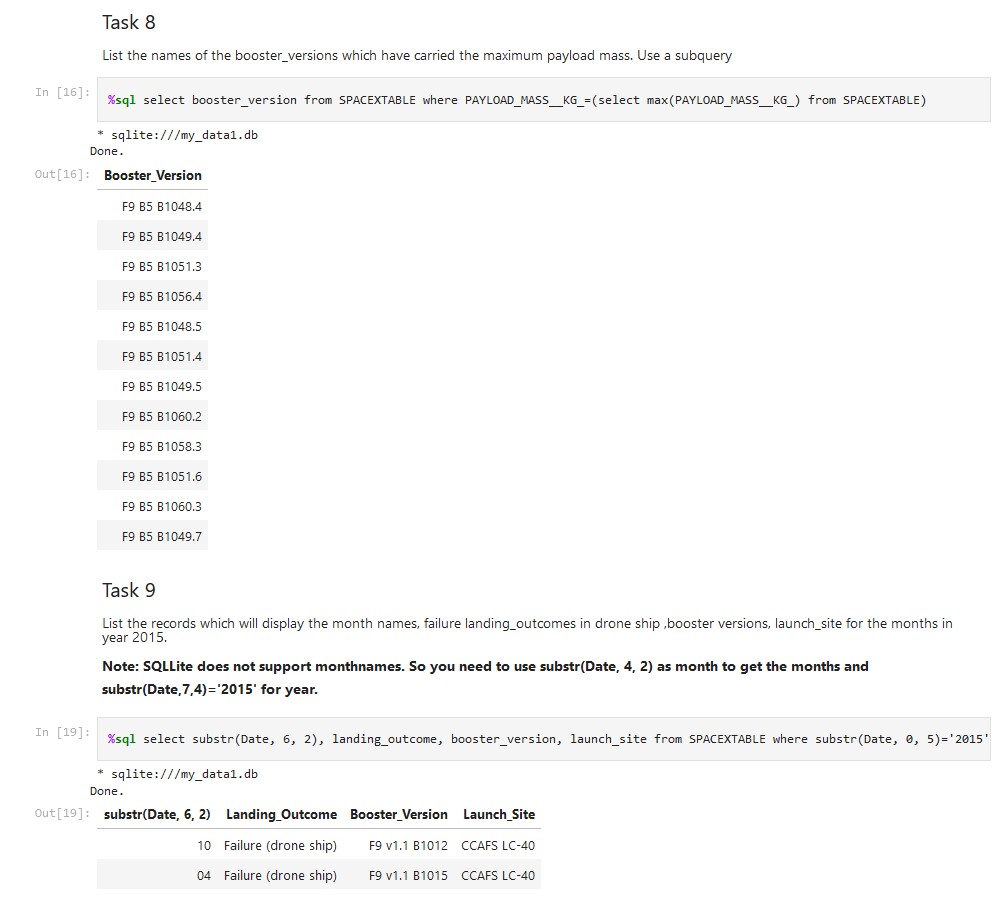 Task 8
List the names of the booster_versions which have carried the maximum payload mass. Use a subquery
In [16]: %sql select booster_version from SPACEXTABLE where PAYLOAD_MASS__KG_=(select max(PAYLOAD_MASS__KG_) from SPACEXTABLE)
* sqlite:///my_data1.db
Done.
Out[16]: Booster_Version
F9 B5 B1048.4
F9 B5 B1049.4
F9 B5 B1051.3
F9 B5 B1056.4
F9 B5 B1048.5
F9 B5 B1051.4
F9 B5 B1049.5
F9 B5 B1060.2
F9 B5 B1058.3
F9 B5 B1051.6
F9 B5 B1060.3
F9 B5 B1049.7
Task 9
List the records which will display the month names, failure landing_outcomes in drone ship ,booster versions, launch_site for the months in
year 2015.
Note: SQLLite does not support monthnames. So you need to use substr(Date, 4, 2) as month to get the months and
substr(Date,7,4)='2015' for year.
In [19]: %sql select substr(Date, 6, 2), landing_outcome, booster_version, launch_site from SPACEXTABLE where substr(Date, 0, 5)='2015'
* sqlite:///my_data1.db
Done.
Out[19]: substr(Date, 6, 2) Landing_Outcome Booster_Version Launch_Site
10 Failure (drone ship) F9 v1.1 B1012 CCAFS LC-40
04 Failure (drone ship) F9 v1.1 B1015 CCAFS LC-40